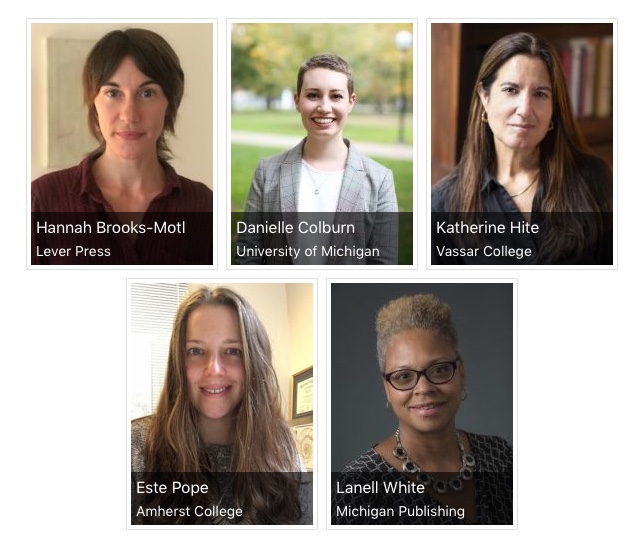 Hannah Brooks-Motl
Lever Press
Danielle Colburn
University of Michigan
Katherine Hite
Vassar College
Este Pope
Amherst College
Lanell White
Michigan Publishing